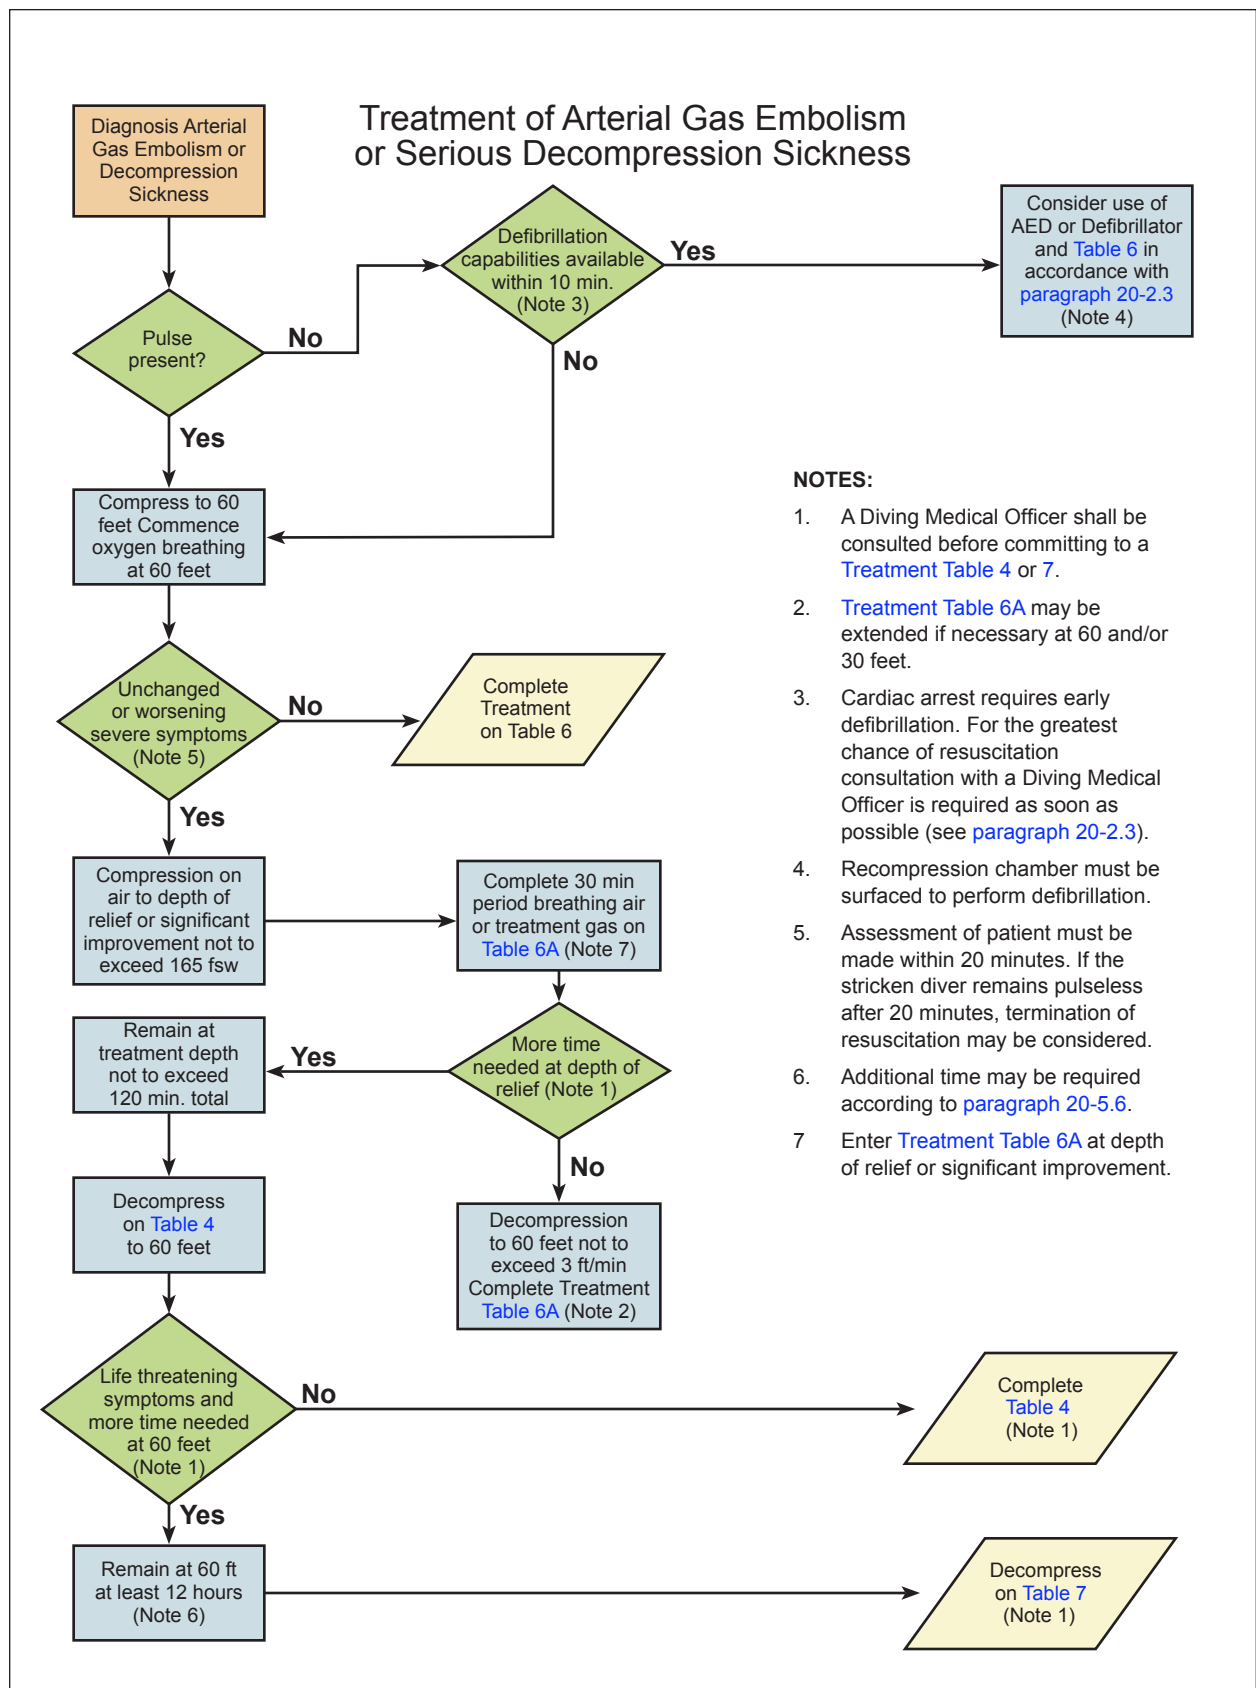 Treatment of Arterial Gas Embolism
or Serious Decompression Sickness
Diagnosis Arterial
Gas Embolism or
Decompression
Sickness
Pulse
present?
No
Yes
Defibrillation
capabilities available
within 10 min.
(Note 3)
Yes
No
Consider use of
AED or Defibrillator
and Table 6 in
accordance with
paragraph 20-2.3
(Note 4)
Compress to 60
feet Commence
oxygen breathing
at 60 feet
Unchanged
or worsening
severe symptoms
(Note 5)
No
Yes
Complete
Treatment
on Table 6
Compression on
air to depth of
relief or significant
improvement not to
exceed 165 fsw
Complete 30 min
period breathing air
or treatment gas on
Table 6A (Note 7)
More time
needed at depth of
relief (Note 1)
Yes
No
Remain at
treatment depth
not to exceed
120 min. total
Decompress
on Table 4
to 60 feet
Decompression
to 60 feet not to
exceed 3 ft/min
Complete Treatment
Table 6A (Note 2)
Life threatening
symptoms and
more time needed
at 60 feet
(Note 1)
No
Yes
Complete
Table 4
(Note 1)
Remain at 60 ft
at least 12 hours
(Note 6)
Decompress
on Table 7
(Note 1)
NOTES:
1. A Diving Medical Officer shall be
consulted before committing to a
Treatment Table 4 or 7.
2. Treatment Table 6A may be
extended if necessary at 60 and/or
30 feet.
3. Cardiac arrest requires early
defibrillation. For the greatest
chance of resuscitation
consultation with a Diving Medical
Officer is required as soon as
possible (see paragraph 20-2.3).
4. Recompression chamber must be
surfaced to perform defibrillation.
5. Assessment of patient must be
made within 20 minutes. If the
stricken diver remains pulseless
after 20 minutes, termination of
resuscitation may be considered.
6. Additional time may be required
according to paragraph 20-5.6.
7 Enter Treatment Table 6A at depth
of relief or significant improvement.